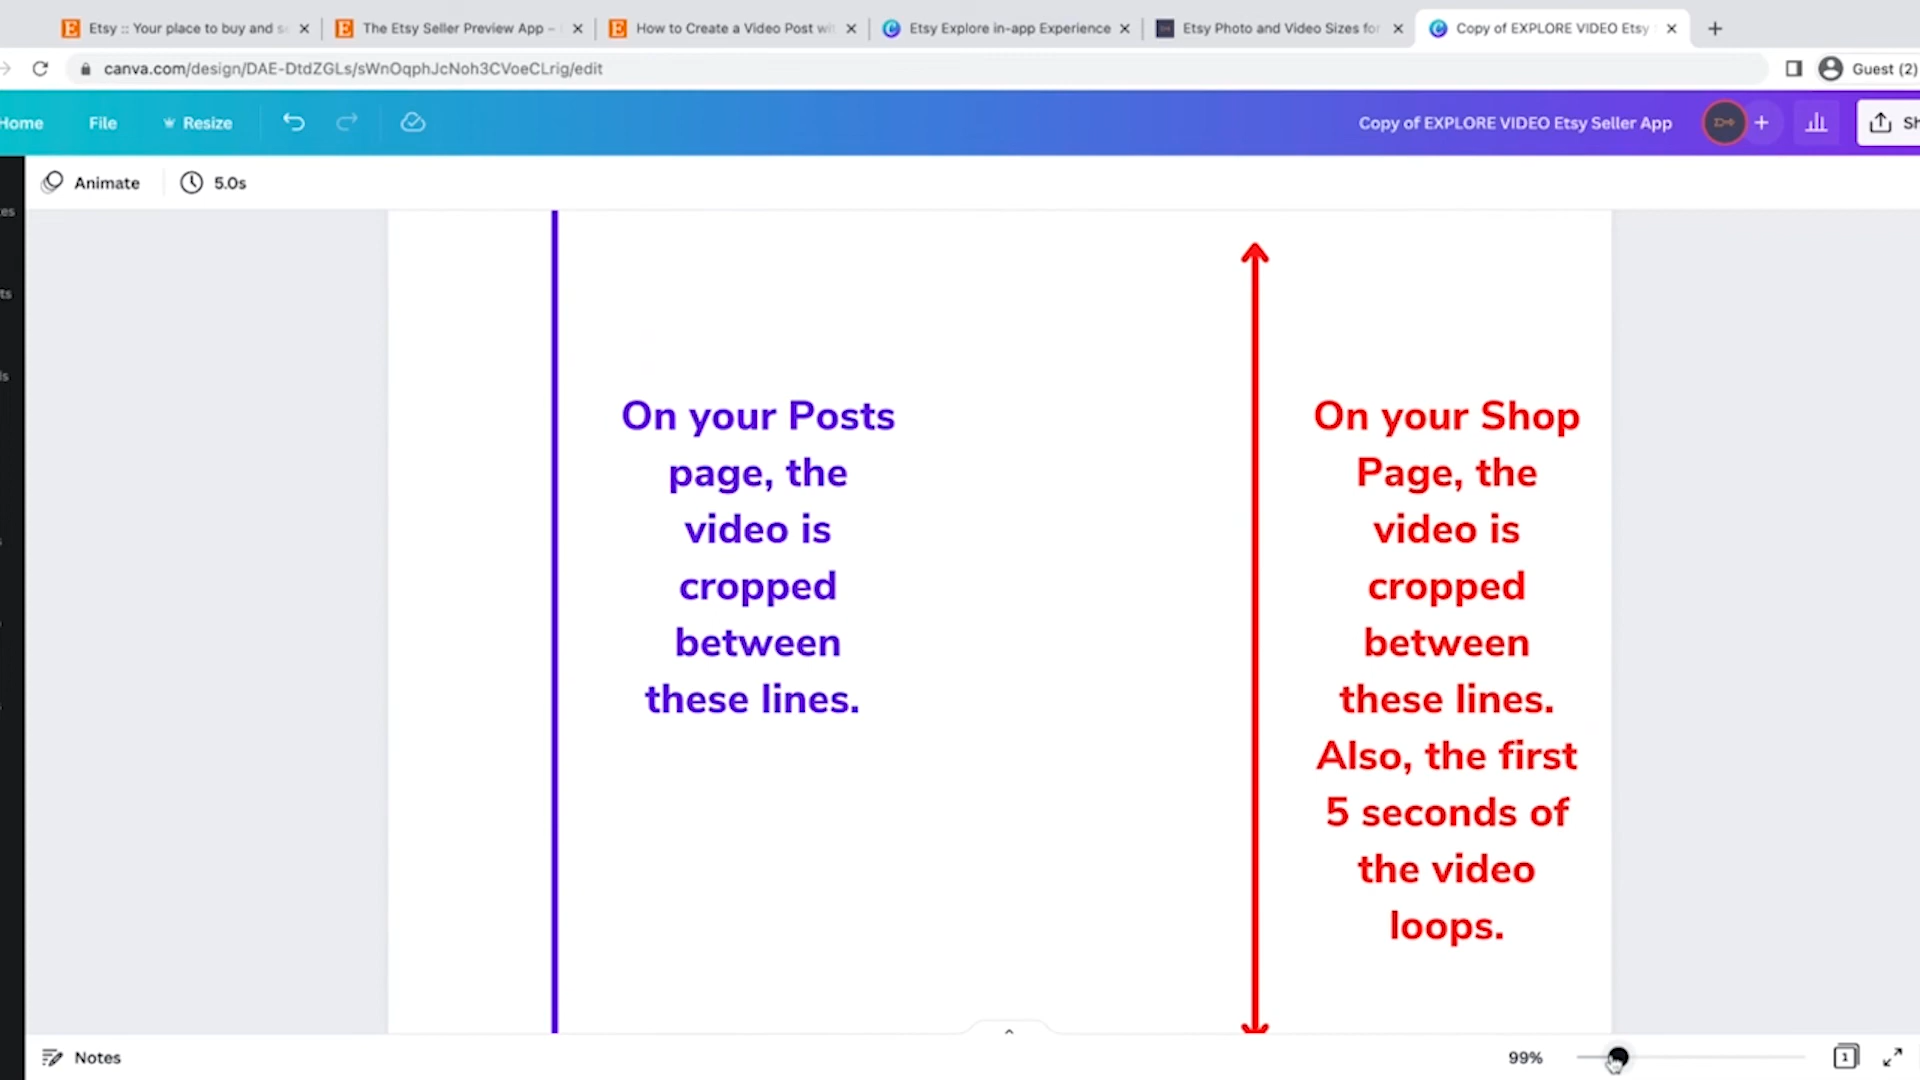 Etsy :: Your place to buy and s
The Etsy Seller Preview App –
How to Create a Video Post wit
Etsy Explore in-app Experience
Etsy Photo and Video Sizes for
Copy of EXPLORE VIDEO Etsy
canva.com/design/DAE-DtdZGLs/sWnOqphJcNoh3CVoeCLrig/edit
Guest (2)
Home
File
Resize
Copy of EXPLORE VIDEO Etsy Seller App
Sh
Animate
5.0s
On your Posts
page, the
video is
cropped
between
these lines.
On your Shop
Page, the
video is
cropped
between
these lines.
Also, the first
5 seconds of
the video
loops.
Notes
99%
1